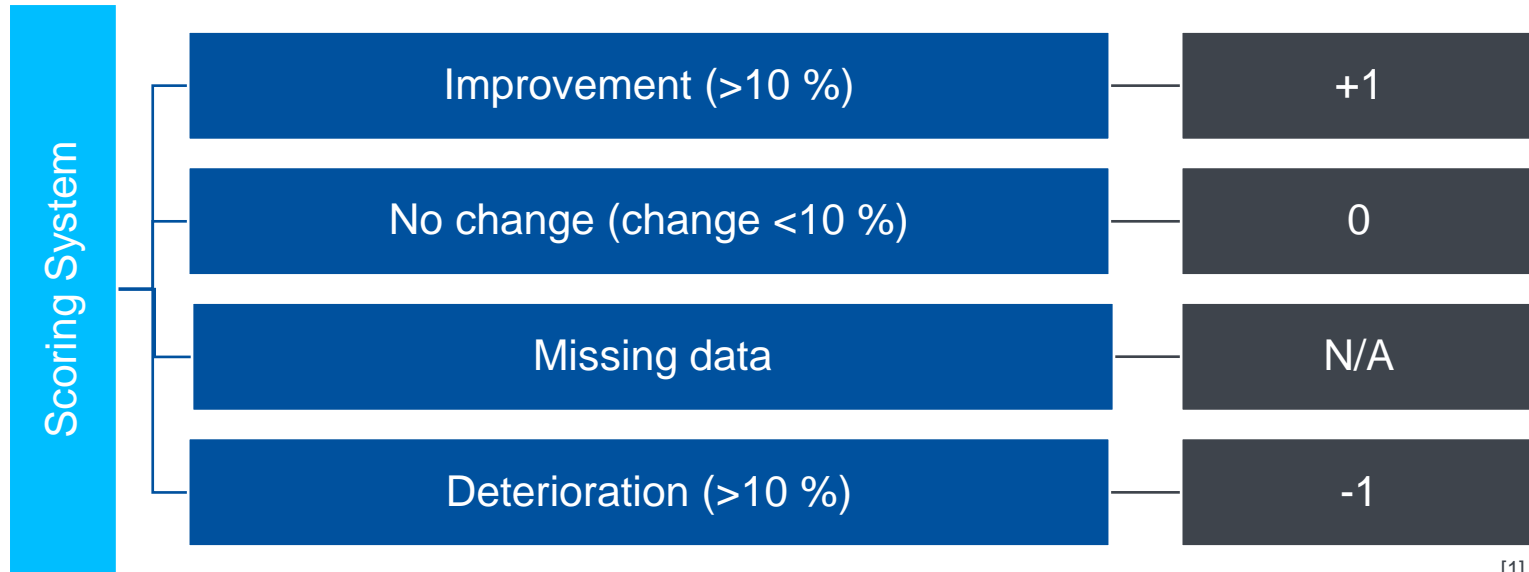 Scoring System
Improvement (>10 %)
+1
No change (change <10 %)
0
Missing data
N/A
Deterioration (>10 %)
-1
[1]